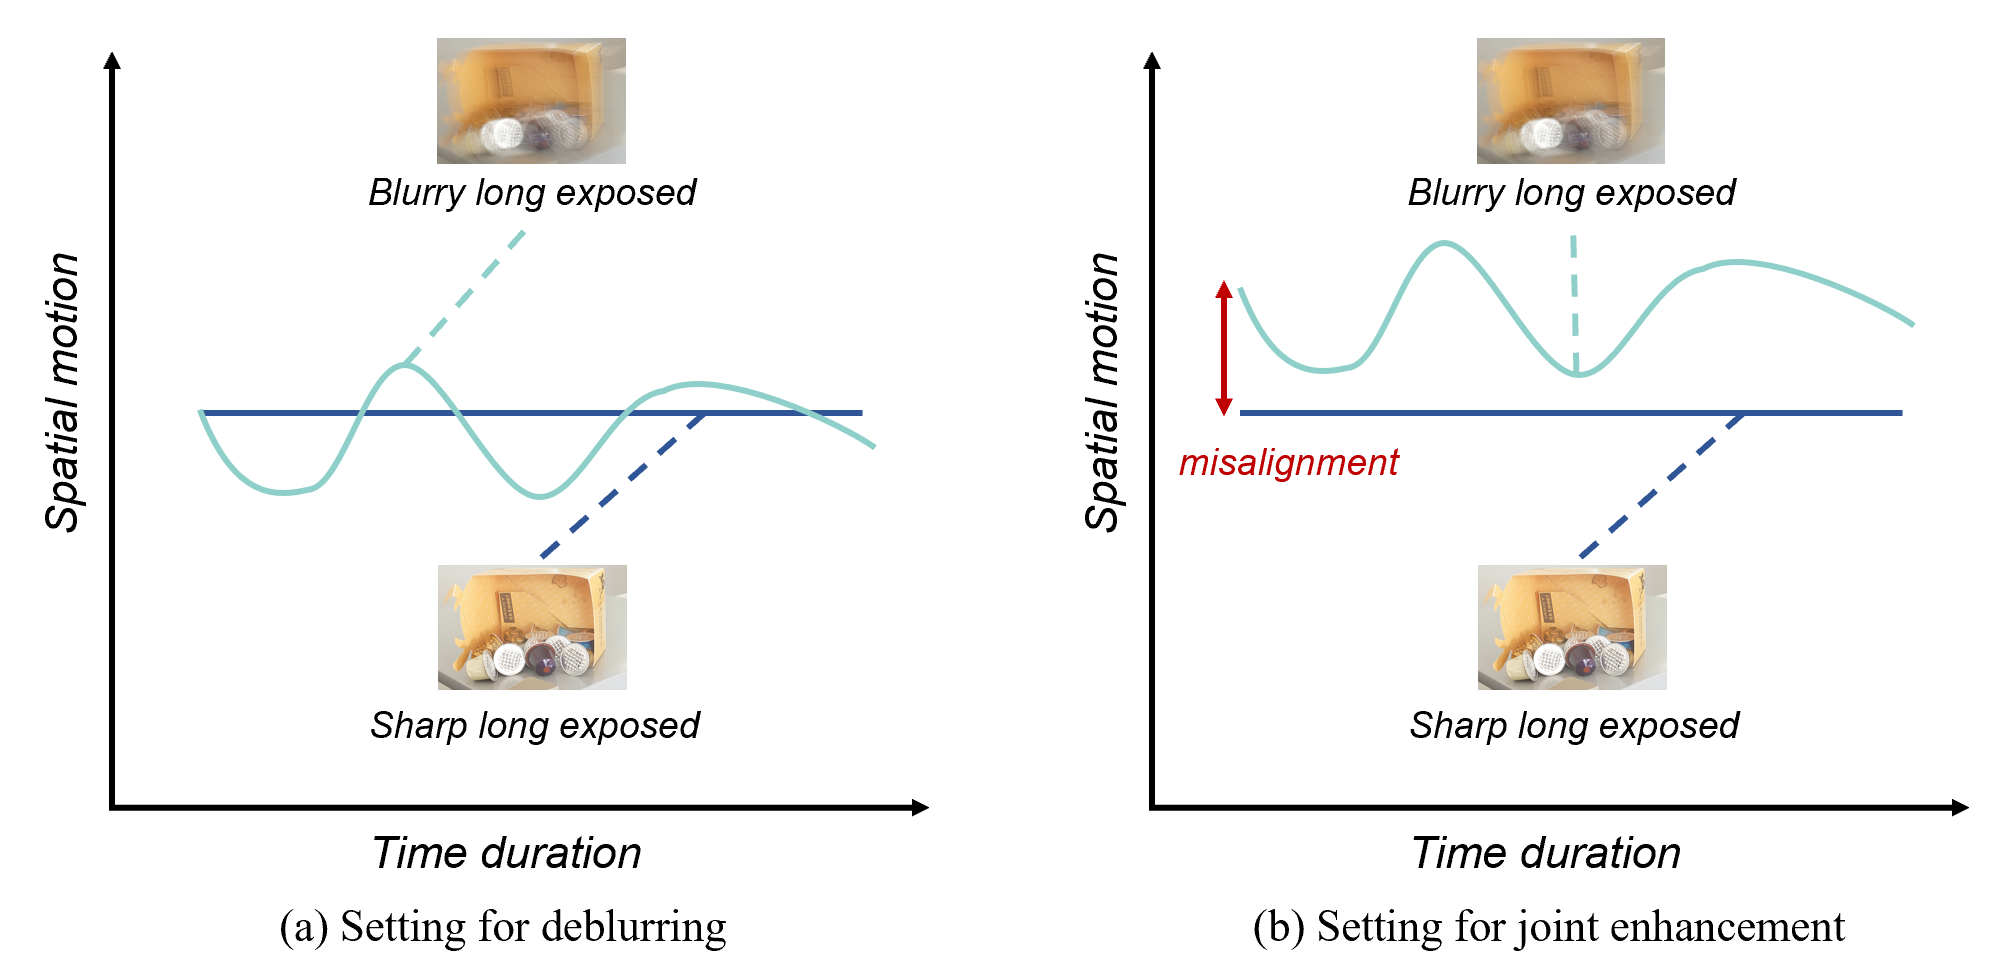 Blurry long exposed
Spatial motion
Sharp long exposed
Time duration
(a) Setting for deblurring
Blurry long exposed
Spatial motion
misalignment
Sharp long exposed
Time duration
(b) Setting for joint enhancement